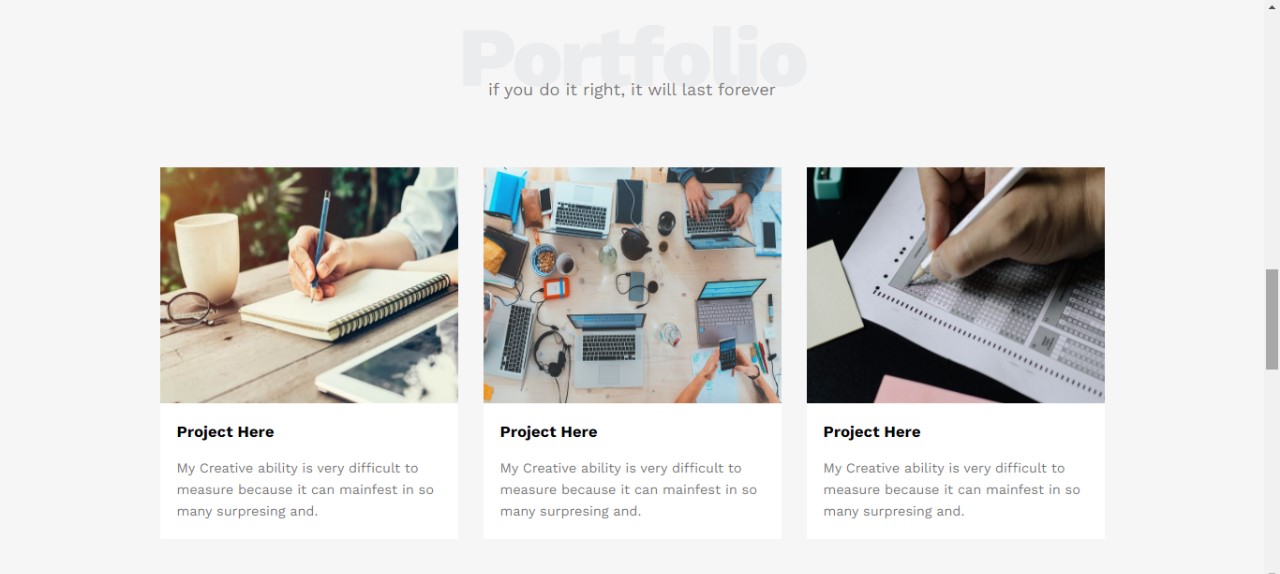 Portfolio
if you do it right, it will last forever
Project Here
My Creative ability is very difficult to
measure because it can mainfest in so
many surpresing and.
Project Here
My Creative ability is very difficult to
measure because it can mainfest in so
many surpresing and.
Project Here
My Creative ability is very difficult to
measure because it can mainfest in so
many surpresing and.